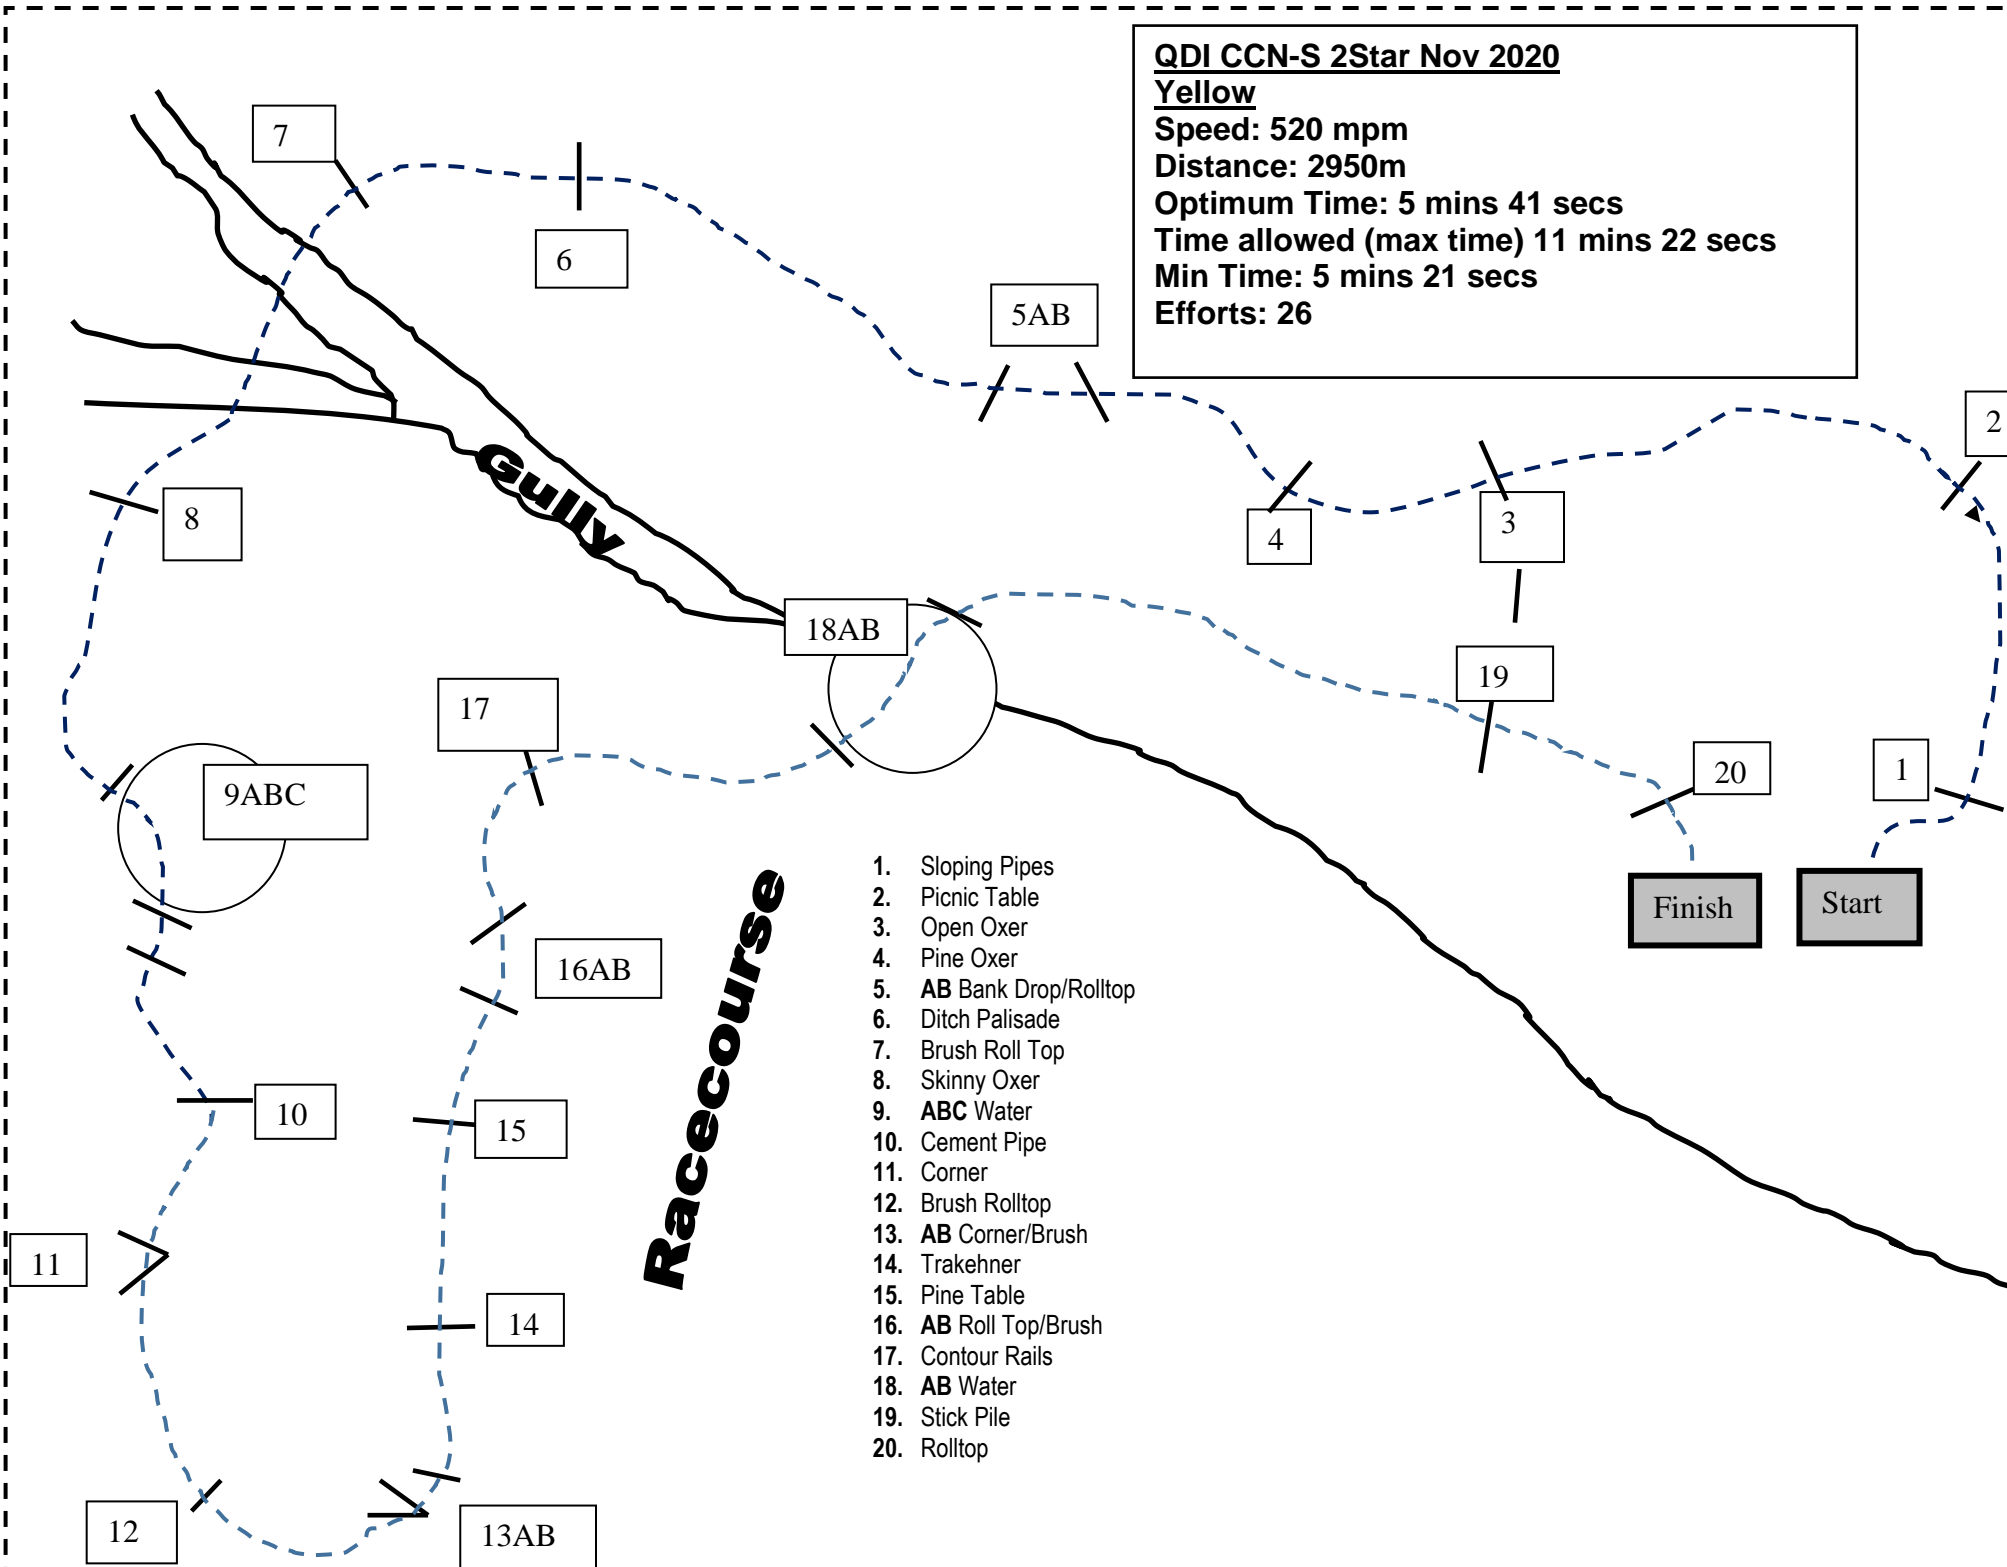 QDI CCN-S 2Star Nov 2020
Yellow
Speed: 520 mpm
Distance: 2950m
Optimum Time: 5 mins 41 secs
Time allowed (max time) 11 mins 22 secs
Min Time: 5 mins 21 secs
Efforts: 26
7
6
5AB
2
8
4
3
Gully
18AB
19
17
20
1
9ABC
Finish
Start
16AB
10
15
Racecourse
11
14
12
13AB
1. Sloping Pipes
2. Picnic Table
3. Open Oxer
4. Pine Oxer
5. AB Bank Drop/Rolltop
6. Ditch Palisade
7. Brush Roll Top
8. Skinny Oxer
9. ABC Water
10. Cement Pipe
11. Corner
12. Brush Rolltop
13. AB Corner/Brush
14. Trakehner
15. Pine Table
16. AB Roll Top/Brush
17. Contour Rails
18. AB Water
19. Stick Pile
20. Rolltop